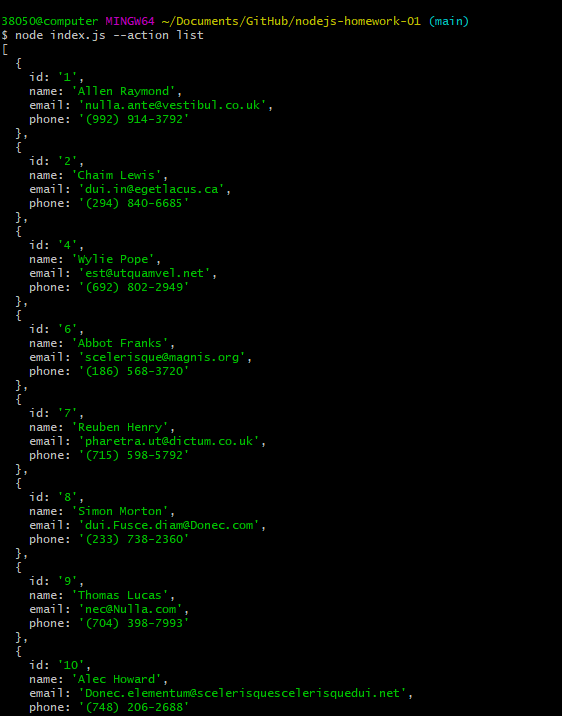 38050@computer MINGW64 ~/Documents/GitHub/nodejs-homework-01 (main)
$ node index.js --action list
[
  {
    id: '1',
    name: 'Allen Raymond',
    email: 'nulla.ante@vestibul.co.uk',
    phone: '(992) 914-3792'
  },
  {
    id: '2',
    name: 'Chaim Lewis',
    email: 'dui.in@egetlacus.ca',
    phone: '(294) 840-6685'
  },
  {
    id: '4',
    name: 'Wylie Pope',
    email: 'est@utquamvel.net',
    phone: '(692) 802-2949'
  },
  {
    id: '6',
    name: 'Abbot Franks',
    email: 'scelerisque@magnis.org',
    phone: '(186) 568-3720'
  },
  {
    id: '7',
    name: 'Reuben Henry',
    email: 'pharetra.ut@dictum.co.uk',
    phone: '(715) 598-5792'
  },
  {
    id: '8',
    name: 'Simon Morton',
    email: 'dui.Fusce.diam@Donec.com',
    phone: '(233) 738-2360'
  },
  {
    id: '9',
    name: 'Thomas Lucas',
    email: 'nec@Nulla.com',
    phone: '(704) 398-7993'
  },
  {
    id: '10',
    name: 'Alec Howard',
    email: 'Donec.elementum@scelerisquescelerisquedui.net',
    phone: '(748) 206-2688'